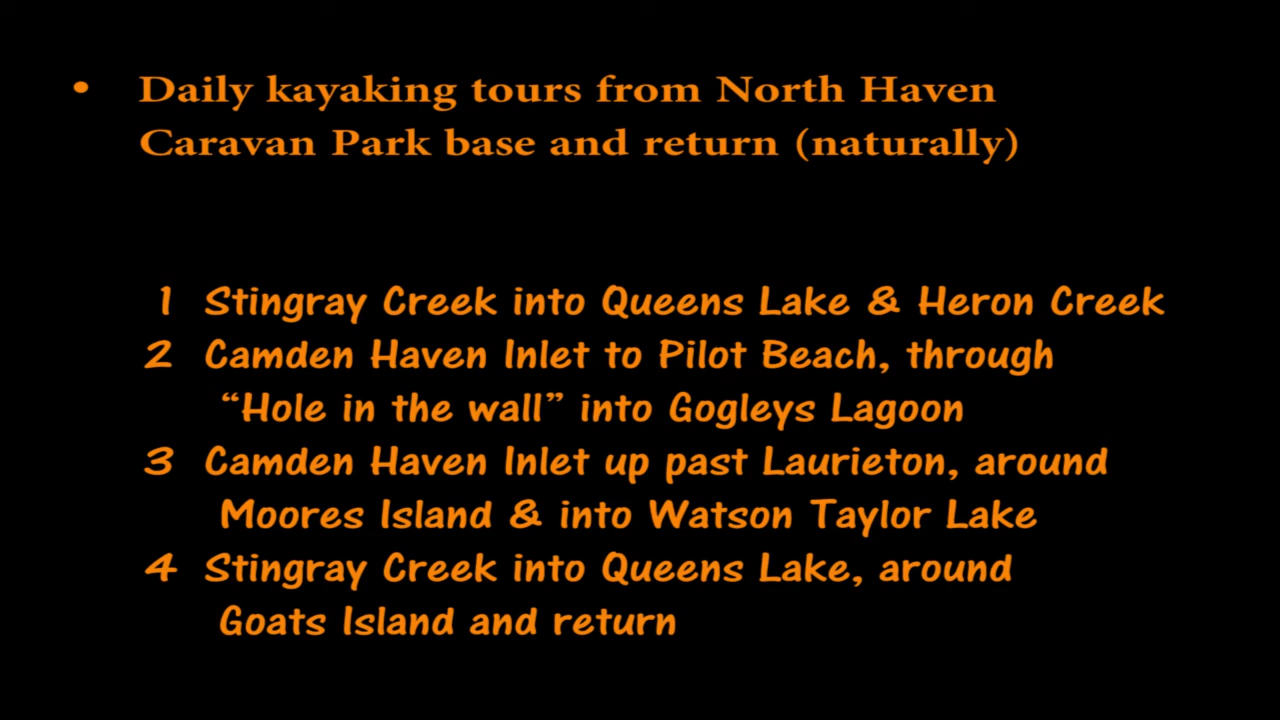 • Daily kayaking tours from North Haven
Caravan Park base and return (naturally)
1 Stingray Creek into Queens Lake & Heron Creek
2 Camden Haven Inlet to Pilot Beach, through
“Hole in the wall” into Gogleys Lagoon
3 Camden Haven Inlet up past Laurieton, around
Moores Island & into Watson Taylor Lake
4 Stingray Creek into Queens Lake, around
Goats Island and return